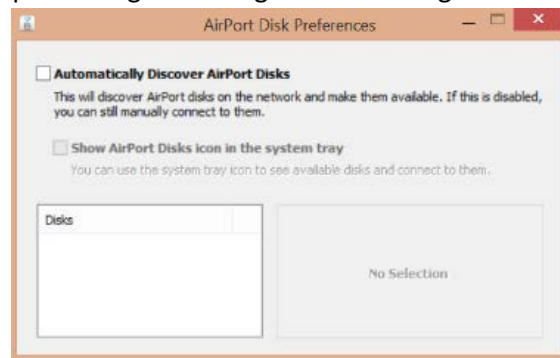 AirPort Disk Preferences
Automatically Discover AirPort Disks
This will discover AirPort disks on the network and make them available. If this is disabled,
you can still manually connect to them.
Show AirPort Disks icon in the system tray
You can use the system tray icon to see available disks and connect to them.
Disks
No Selection